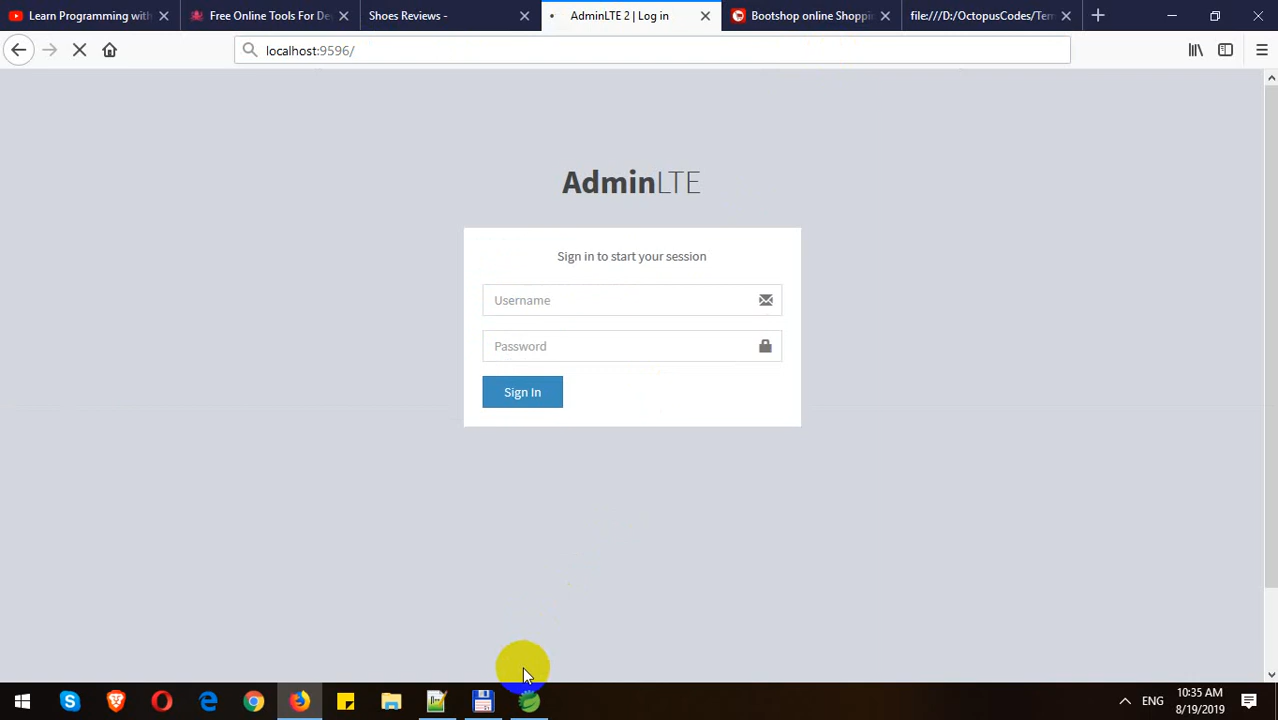 Learn Programming with
Free Online Tools For De
Shoes Reviews -
AdminLTE 2 | Log in
Bootshop online Shoppi
file:///D:/OctopusCodes/Tem
localhost:9596/
AdminLTE
Sign in to start your session
Username
Password
Sign In
ENG
10:35 AM
8/19/2019